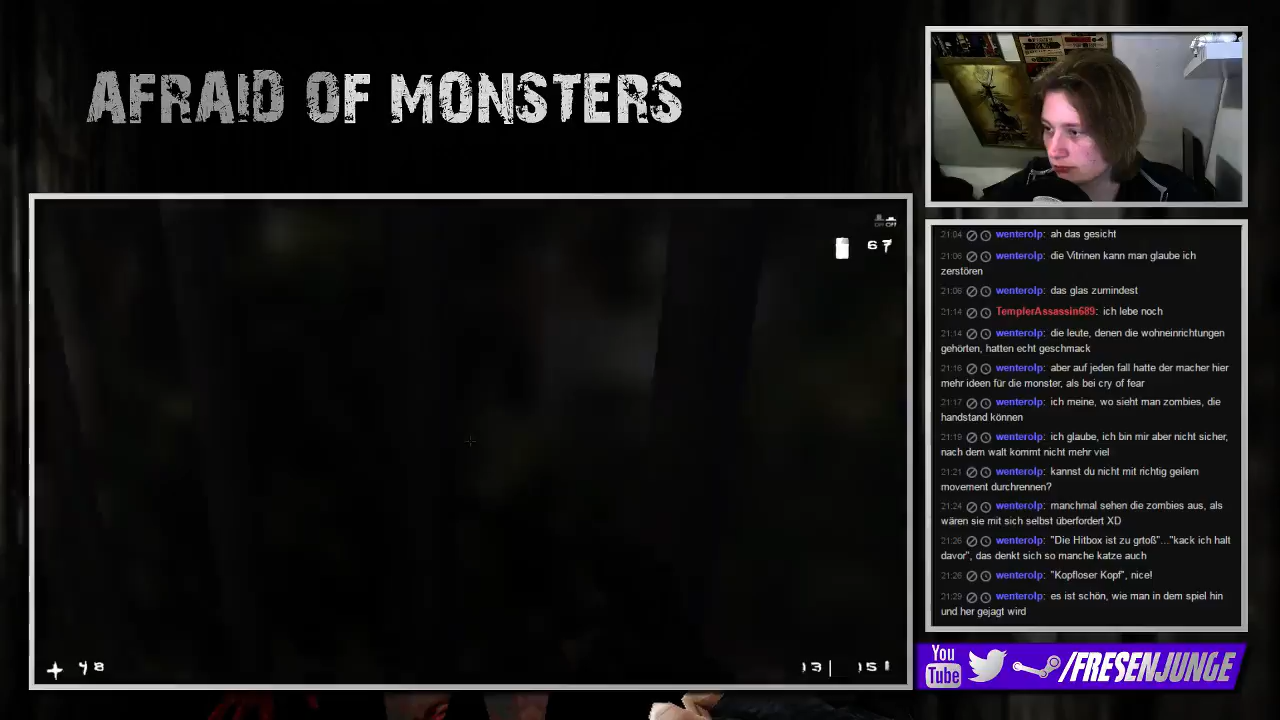 AFRAID OF MONSTERS
67
48
13| 151
21:04 wenterolp: ah das gesicht
21:06 wenterolp: die Vitrinen kann man glaube ich
zerstören
21:06 wenterolp: das glas zumindest
21:14 TemplerAssassin689: ich lebe noch
21:14 wenterolp: die leute, denen die wohneinrichtungen
gehörten, hatten echt geschmack
21:16 wenterolp: aber auf jeden fall hatte der macher hier
mehr ideen für die monster, als bei cry of fear
21:17 wenterolp: ich meine, wo sieht man zombies, die
handstand können
21:19 wenterolp: ich glaube, ich bin mir aber nicht sicher,
nach dem walt kommt nicht mehr viel
21:21 wenterolp: kannst du nicht mit richtig geilem
movement durchrennen?
21:24 wenterolp: manchmal sehen die zombies aus, als
wären sie mit sich selbst überfordert XD
21:26 wenterolp: "Die Hitbox ist zu grtoß"..."kack ich halt
davor", das denkt sich so manche katze auch
21:26 wenterolp: "Kopfloser Kopf", nice!
21:29 wenterolp: es ist schön, wie man in dem spiel hin
und her gejagt wird
You
Tube
/FRESENJUNGE